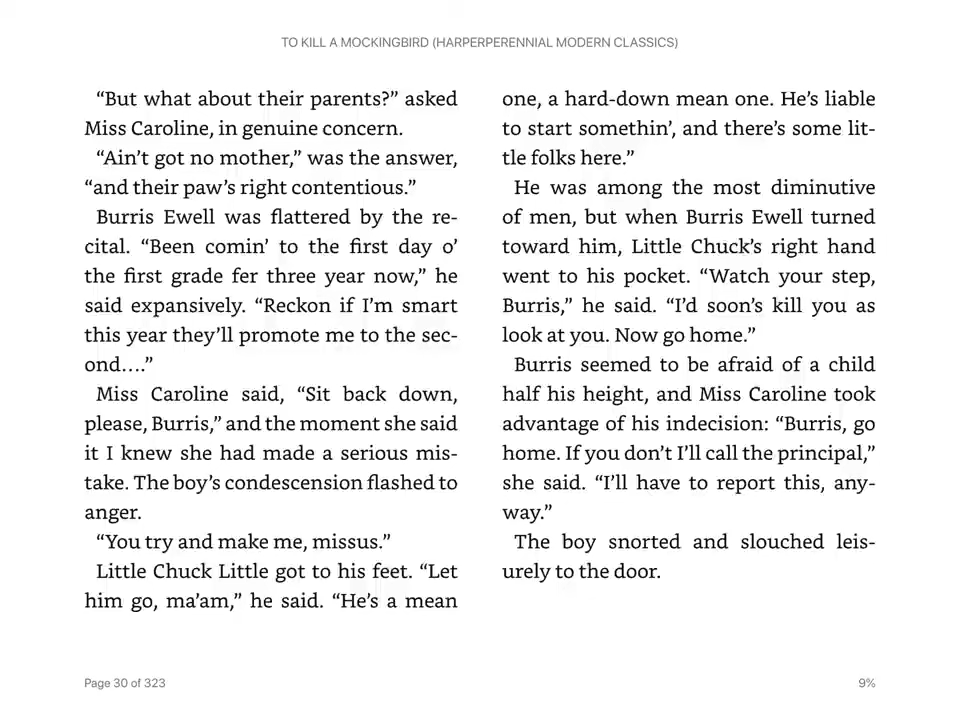 TO KILL A MOCKINGBIRD (HARPERPERENNIAL MODERN CLASSICS)
“But what about their parents?” asked
Miss Caroline, in genuine concern.
“Ain’t got no mother,” was the answer,
“and their paw’s right contentious.”
Burris Ewell was flattered by the re-
cital. “Been comin’ to the first day o’
the first grade fer three year now,” he
said expansively. “Reckon if I’m smart
this year they’ll promote me to the sec-
ond….”
Miss Caroline said, “Sit back down,
please, Burris,” and the moment she said
it I knew she had made a serious mis-
take. The boy’s condescension flashed to
anger.
“You try and make me, missus.”
Little Chuck Little got to his feet. “Let
him go, ma’am,” he said. “He’s a mean
one, a hard-down mean one. He’s liable
to start somethin’, and there’s some lit-
tle folks here.”
He was among the most diminutive
of men, but when Burris Ewell turned
toward him, Little Chuck’s right hand
went to his pocket. “Watch your step,
Burris,” he said. “I’d soon’s kill you as
look at you. Now go home.”
Burris seemed to be afraid of a child
half his height, and Miss Caroline took
advantage of his indecision: “Burris, go
home. If you don’t I’ll call the principal,”
she said. “I’ll have to report this, any-
way.”
The boy snorted and slouched leis-
urely to the door.
Page 30 of 323
9%